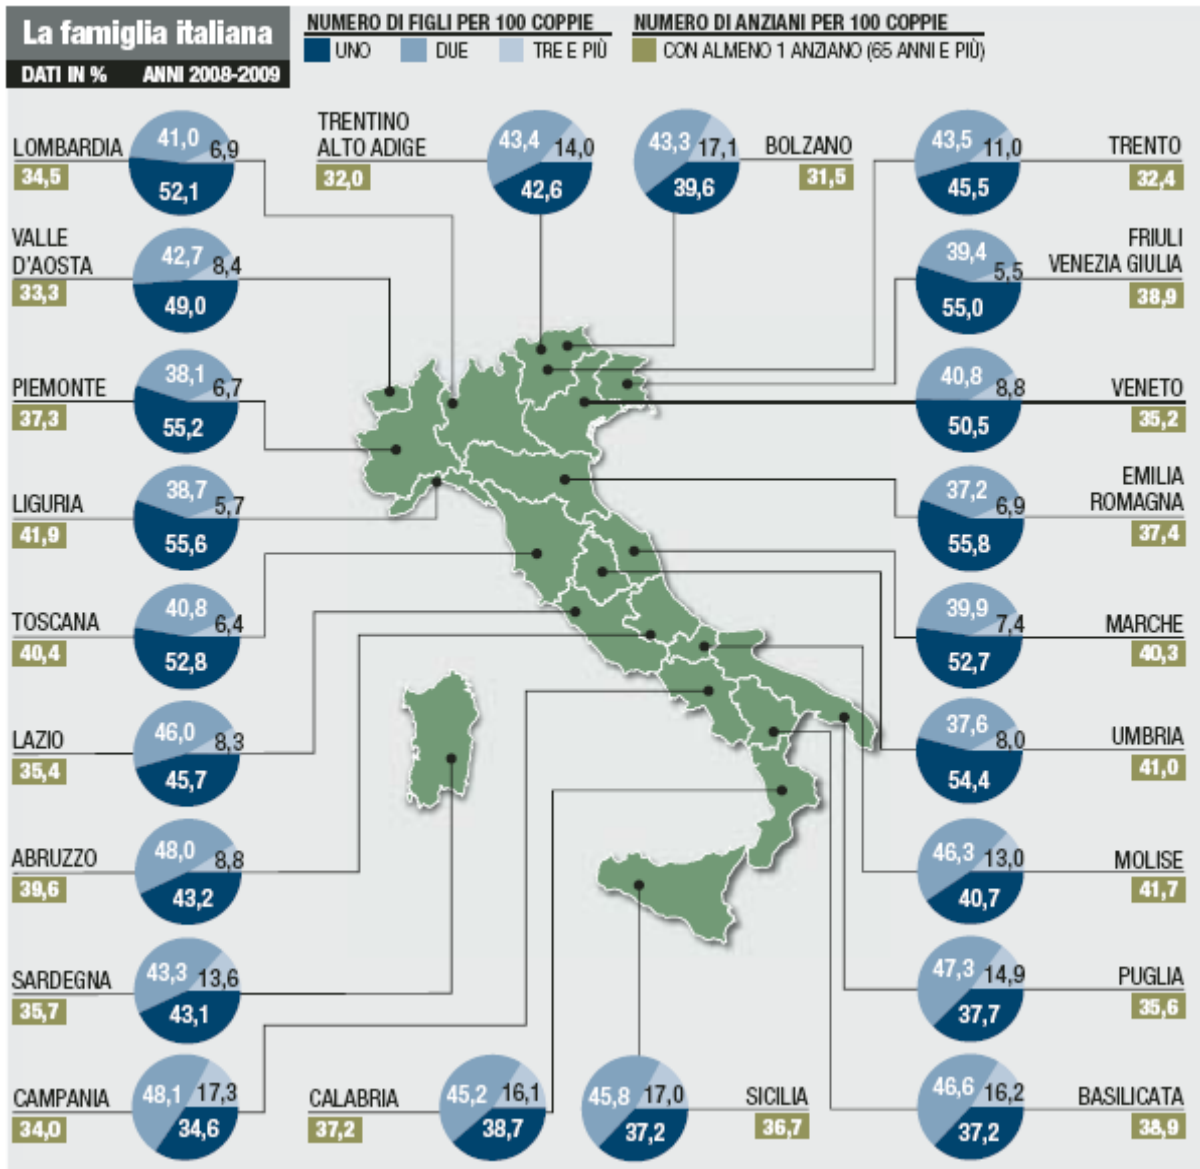 La famiglia italiana
DATI IN % ANNI 2008-2009
NUMERO DI FIGLI PER 100 COPPIE
UNO DUE TRE E PIÙ
NUMERO DI ANZIANI PER 100 COPPIE
CON ALMENO 1 ANZIANO (65 ANNI E PIÙ)
LOMBARDIA
34,5
41,0
6,9
52,1
TRENTINO
ALTO ADIGE
32,0
43,4
14,0
42,6
43,3
17,1
39,6
BOLZANO
31,5
43,5
11,0
45,5
TRENTO
32,4
VALLE
D'AOSTA
33,3
42,7
8,4
49,0
39,4
5,5
55,0
FRIULI
VENEZIA GIULIA
38,9
PIEMONTE
37,3
38,1
6,7
55,2
40,8
8,8
50,5
VENETO
35,2
LIGURIA
41,9
38,7
5,7
55,6
37,2
6,9
55,8
EMILIA
ROMAGNA
37,4
TOSCANA
40,4
40,8
6,4
52,8
39,9
7,4
52,7
MARCHE
40,3
LAZIO
35,4
46,0
8,3
45,7
37,6
8,0
54,4
UMBRIA
41,0
ABRUZZO
39,6
48,0
8,8
43,2
46,3
13,0
40,7
MOLISE
41,7
SARDEGNA
35,7
43,3
13,6
43,1
47,3
14,9
37,7
PUGLIA
35,6
CAMPANIA
34,0
48,1
17,3
34,6
CALABRIA
37,2
45,2
16,1
38,7
45,8
17,0
37,2
SICILIA
36,7
46,6
16,2
37,2
BASILICATA
38,9